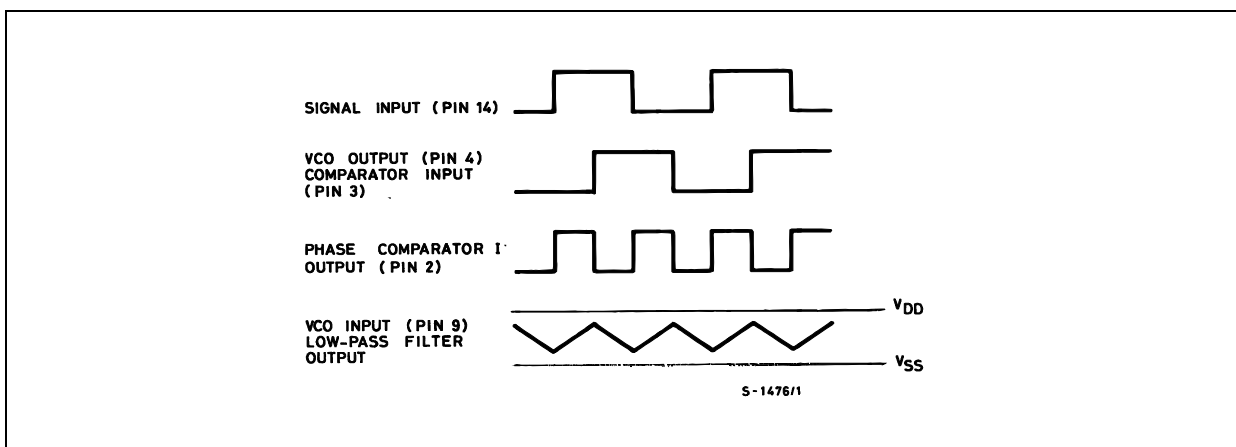 SIGNAL INPUT (PIN 14)
VCO OUTPUT (PIN 4)
COMPARATOR INPUT
(PIN 3)
PHASE COMPARATOR I
OUTPUT (PIN 2)
VDD
VCO INPUT (PIN 9)
LOW-PASS FILTER
OUTPUT
VSS
S-1476/1